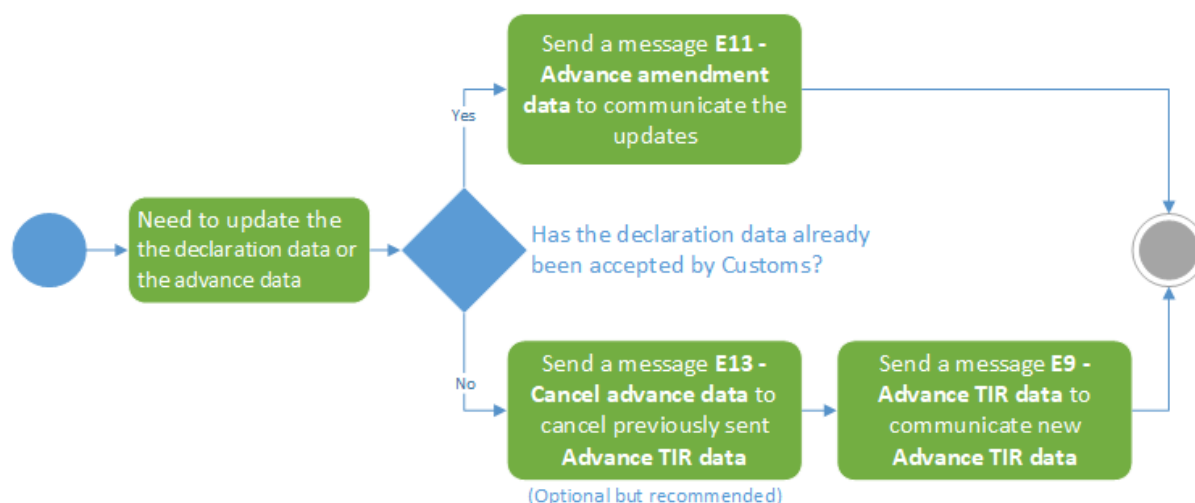 Send a message E11 -
Advance amendment
data to communicate the
updates
Yes
Need to update the
the declaration data or
the advance data
Has the declaration data already
been accepted by Customs?
No
Send a message E13 -
Cancel advance data to
cancel previously sent
Advance TIR data
(Optional but recommended)
Send a message E9 -
Advance TIR data to
communicate new
Advance TIR data